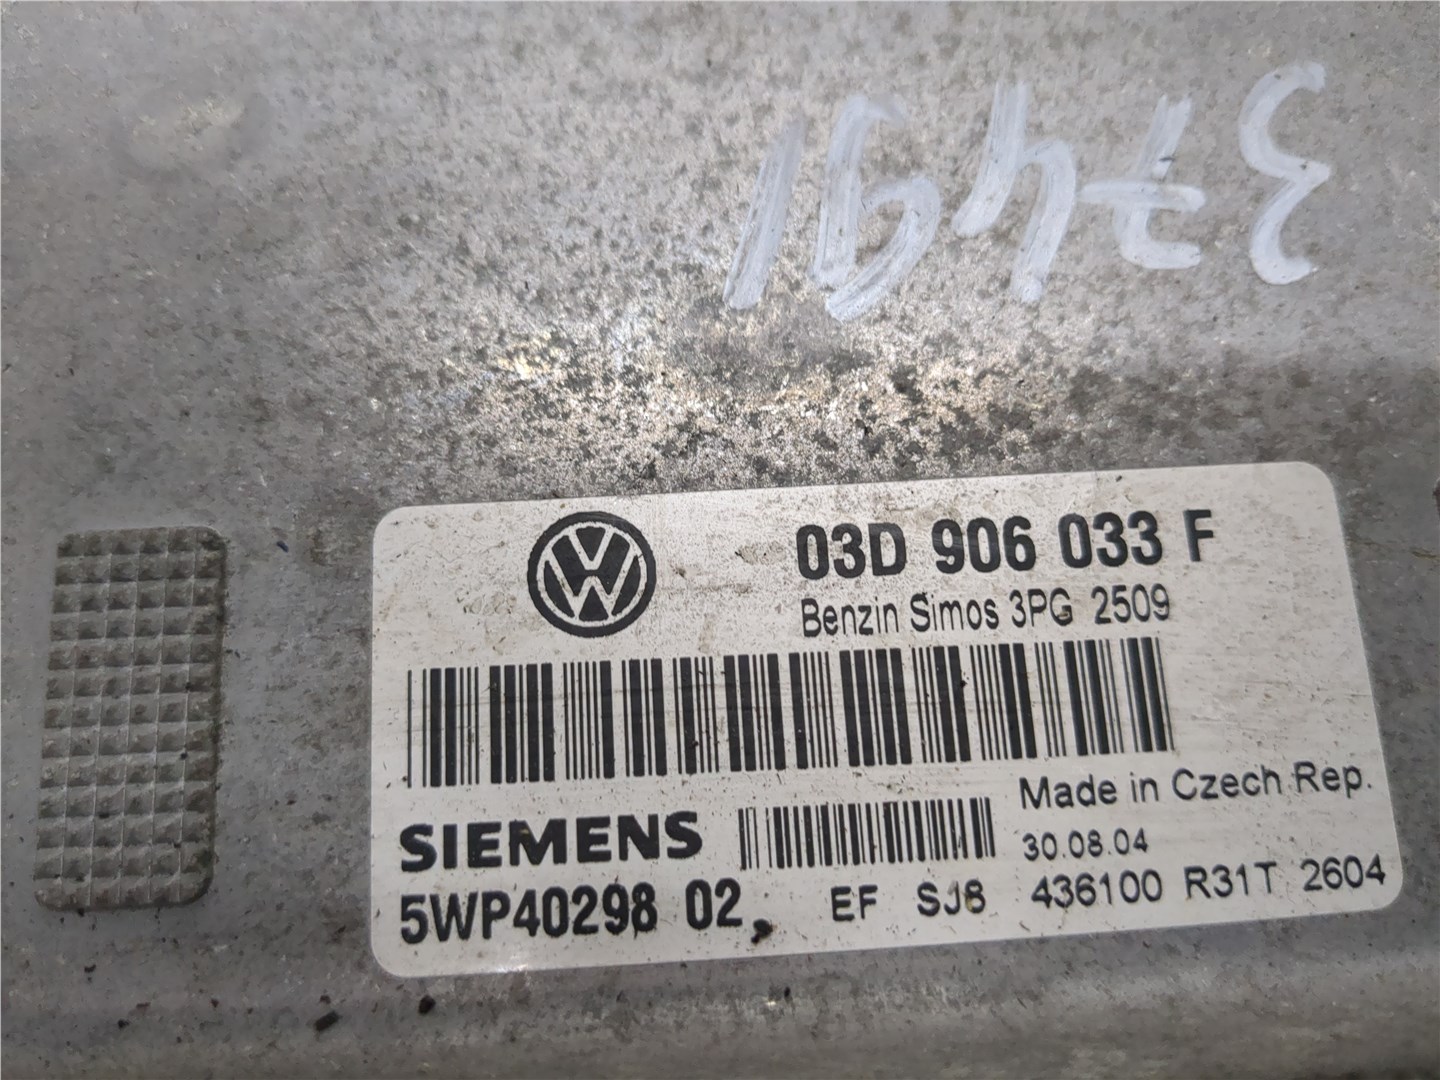 37491
03D 906 033 F
Benzin Simos 3PG 2509
Made in Czech Rep.
SIEMENS
30.08.04
5WP40298 02, EF SJ8 436100 R31T 2604